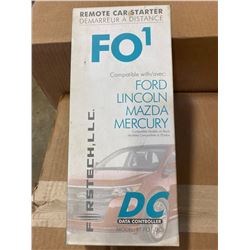 REMOTE CAR STARTER
DÉMARREUR À DISTANCE
FO1
Compatible with/avec:
FORD
LINCOLN
MAZDA
MERCURY
FIRSTECH, LLC.
DC
DATA CONTROLLER